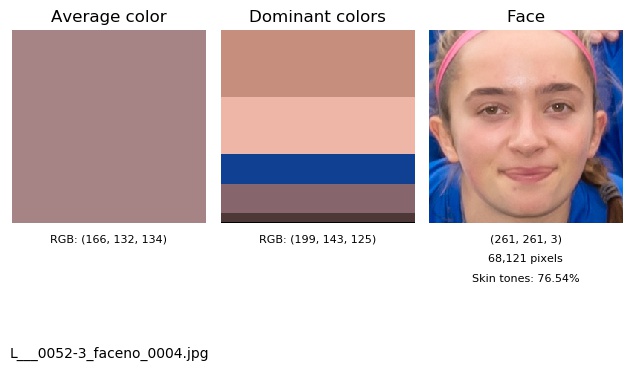 Average color
Dominant colors
Face
RGB: (166, 132, 134)
RGB: (199, 143, 125)
(261, 261, 3)
68,121 pixels
Skin tones: 76.54%
L___0052-3_faceno_0004.jpg